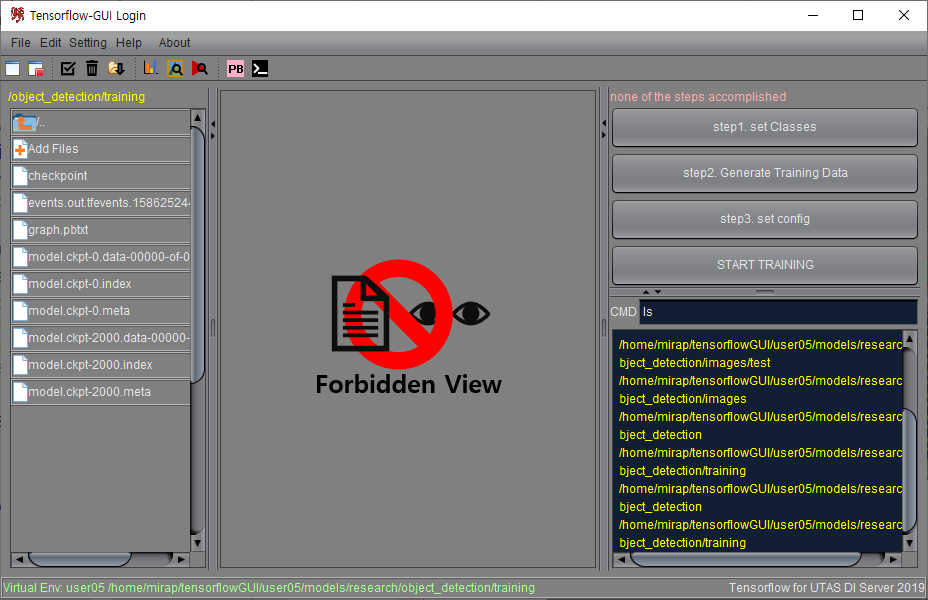 Tensorflow-GUI Login
File Edit Setting Help About
PB
/object_detection/training
/..
Add Files
checkpoint
events.out.tfevents.158625244
graph.pbtxt
model.ckpt-0.data-00000-of-0
model.ckpt-0.index
model.ckpt-0.meta
model.ckpt-2000.data-00000-
model.ckpt-2000.index
model.ckpt-2000.meta
Forbidden View
none of the steps accomplished
step1. set Classes
step2. Generate Training Data
step3. set config
START TRAINING
CMD ls
/home/mirap/tensorflowGUI/user05/models/researc
bject_detection/images/test
/home/mirap/tensorflowGUI/user05/models/researc
bject_detection/images
/home/mirap/tensorflowGUI/user05/models/researc
bject_detection
/home/mirap/tensorflowGUI/user05/models/researc
bject_detection/training
/home/mirap/tensorflowGUI/user05/models/researc
bject_detection
/home/mirap/tensorflowGUI/user05/models/researc
bject_detection/training
Virtual Env: user05 /home/mirap/tensorflowGUI/user05/models/research/object_detection/training
Tensorflow for UTAS DI Server 2019